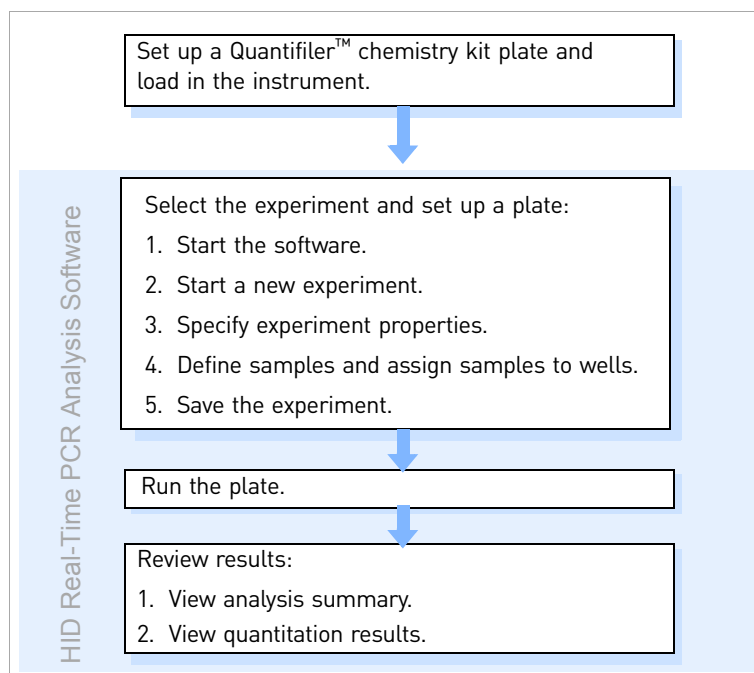 Set up a Quantifiler™ chemistry kit plate and
load in the instrument.
HID Real-Time PCR Analysis Software
Select the experiment and set up a plate:
1. Start the software.
2. Start a new experiment.
3. Specify experiment properties.
4. Define samples and assign samples to wells.
5. Save the experiment.
Run the plate.
Review results:
1. View analysis summary.
2. View quantitation results.